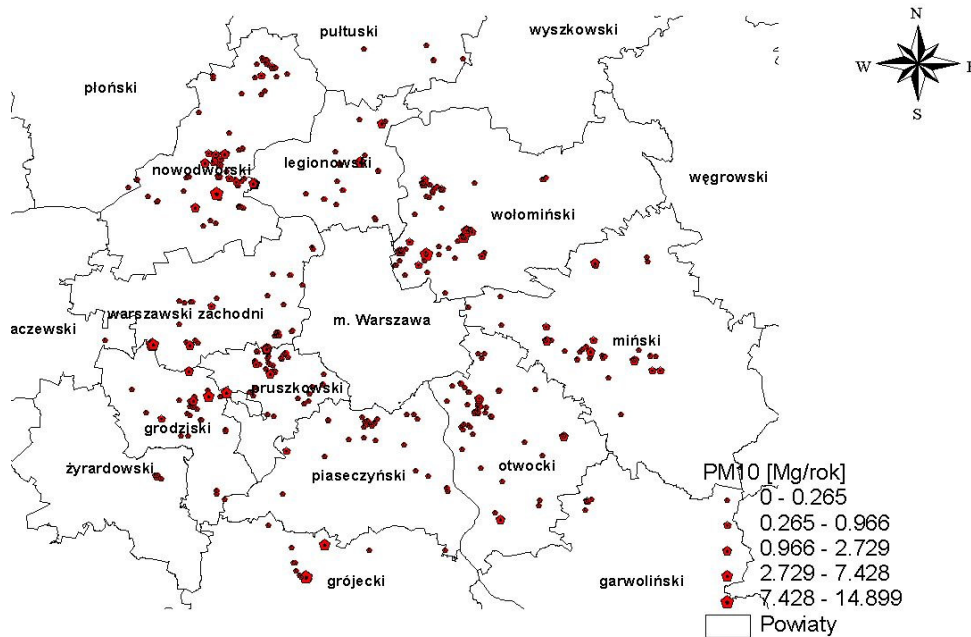 pułtuski
wyszkowski
N
W
E
S
płoński
nowodworski
legionowski
węgrowski
wołomiński
warszawski zachodni
m. Warszawa
aczewski
miński
pruszkowski
grodziski
żyrardowski
piaseczyński
otwocki
grójecki
garwoliński
PM10 [Mg/rok]
0 - 0.265
0.265 - 0.966
0.966 - 2.729
2.729 - 7.428
7.428 - 14.899
Powiaty